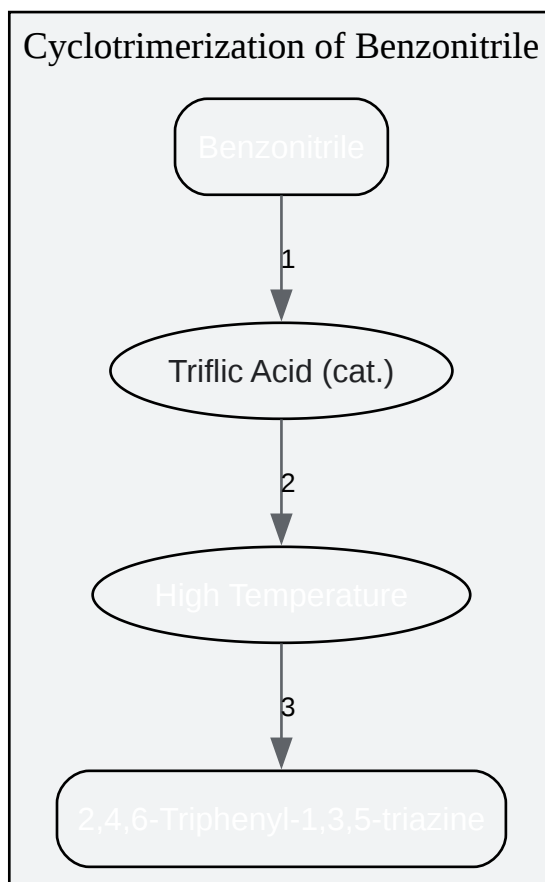 Cyclotrimerization of Benzonitrile
Benzonitrile
1
Triflic Acid (cat.)
2
High Temperature
3
2,4,6-Triphenyl-1,3,5-triazine